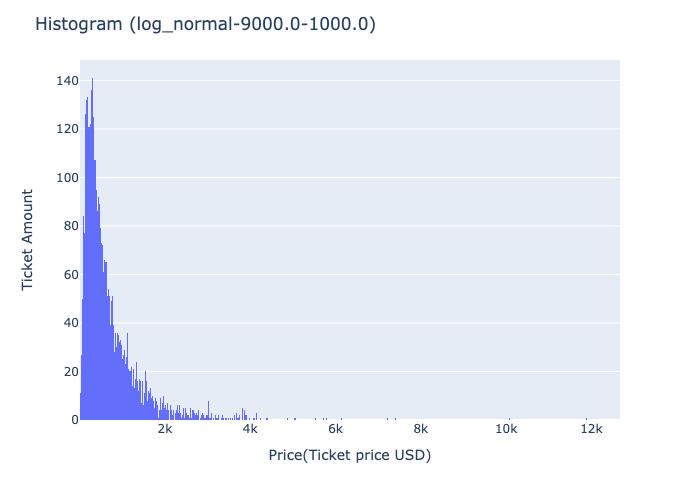 Histogram (log_normal-9000.0-1000.0)
140
120
100
80
60
40
20
0
2k 4k 6k 8k 10k 12k
Ticket Amount
Price(Ticket price USD)